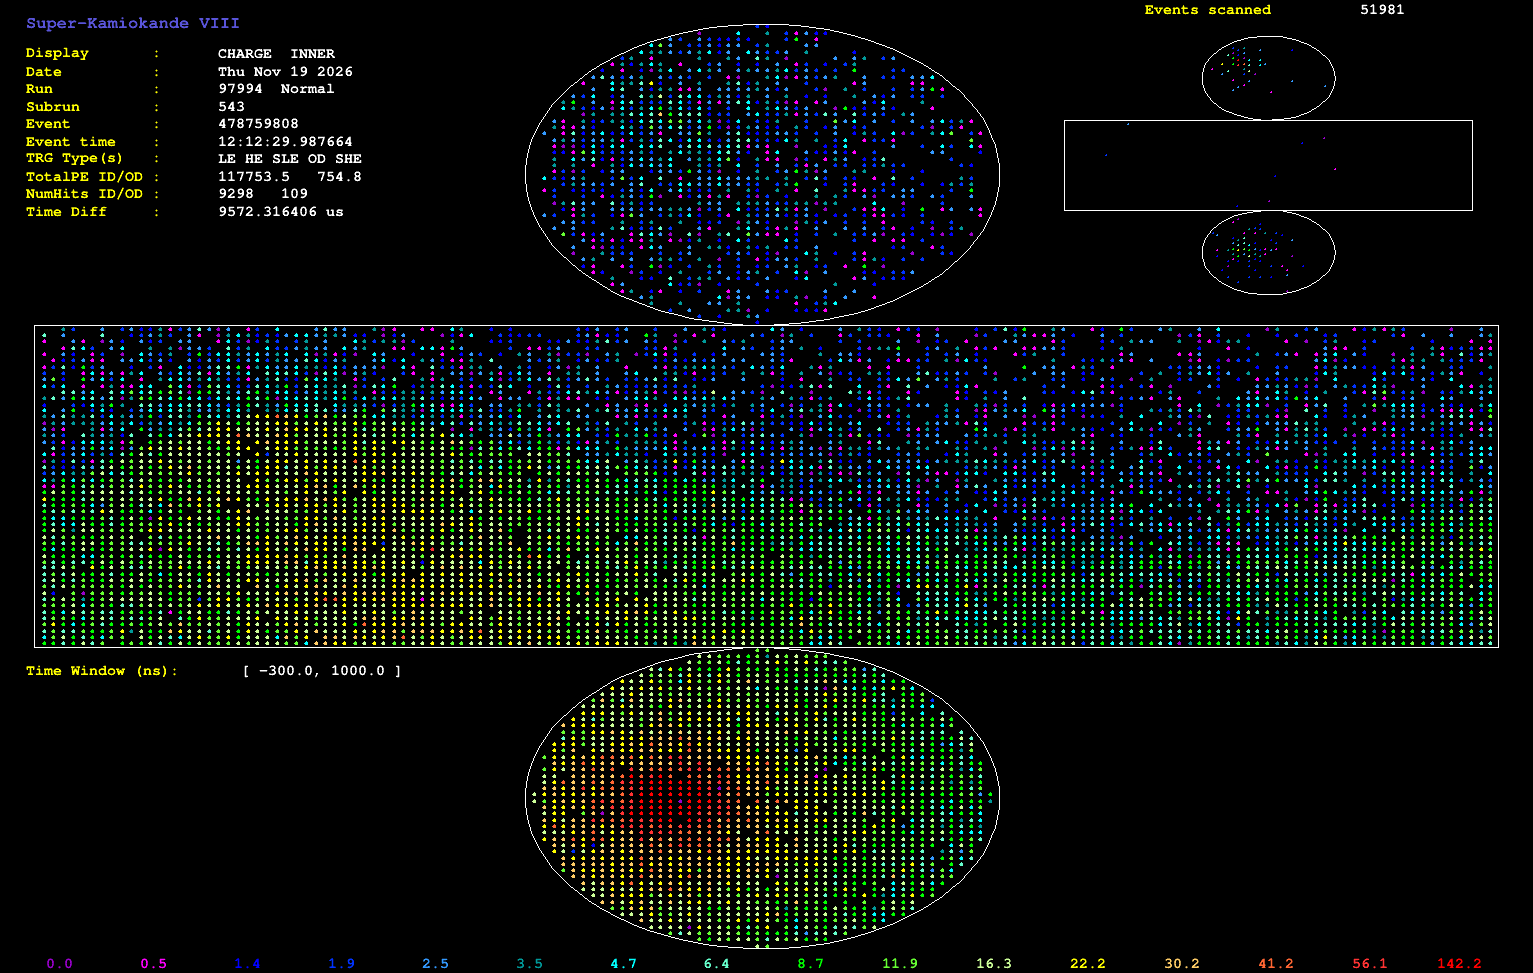 Super-Kamiokande VIII
Events scanned 51981
Display : CHARGE INNER
Date : Thu Nov 19 2026
Run : 97994 Normal
Subrun : 543
Event : 478759808
Event time : 12:12:29.987664
TRG Type(s) : LE HE SLE OD SHE
TotalPE ID/OD : 117753.5 754.8
NumHits ID/OD : 9298 109
Time Diff : 9572.316406 us
Time Window (ns): [ -300.0, 1000.0 ]
0.0 0.5 1.4 1.9 2.5 3.5 4.7 6.4 8.7 11.9 16.3 22.2 30.2 41.2 56.1 142.2